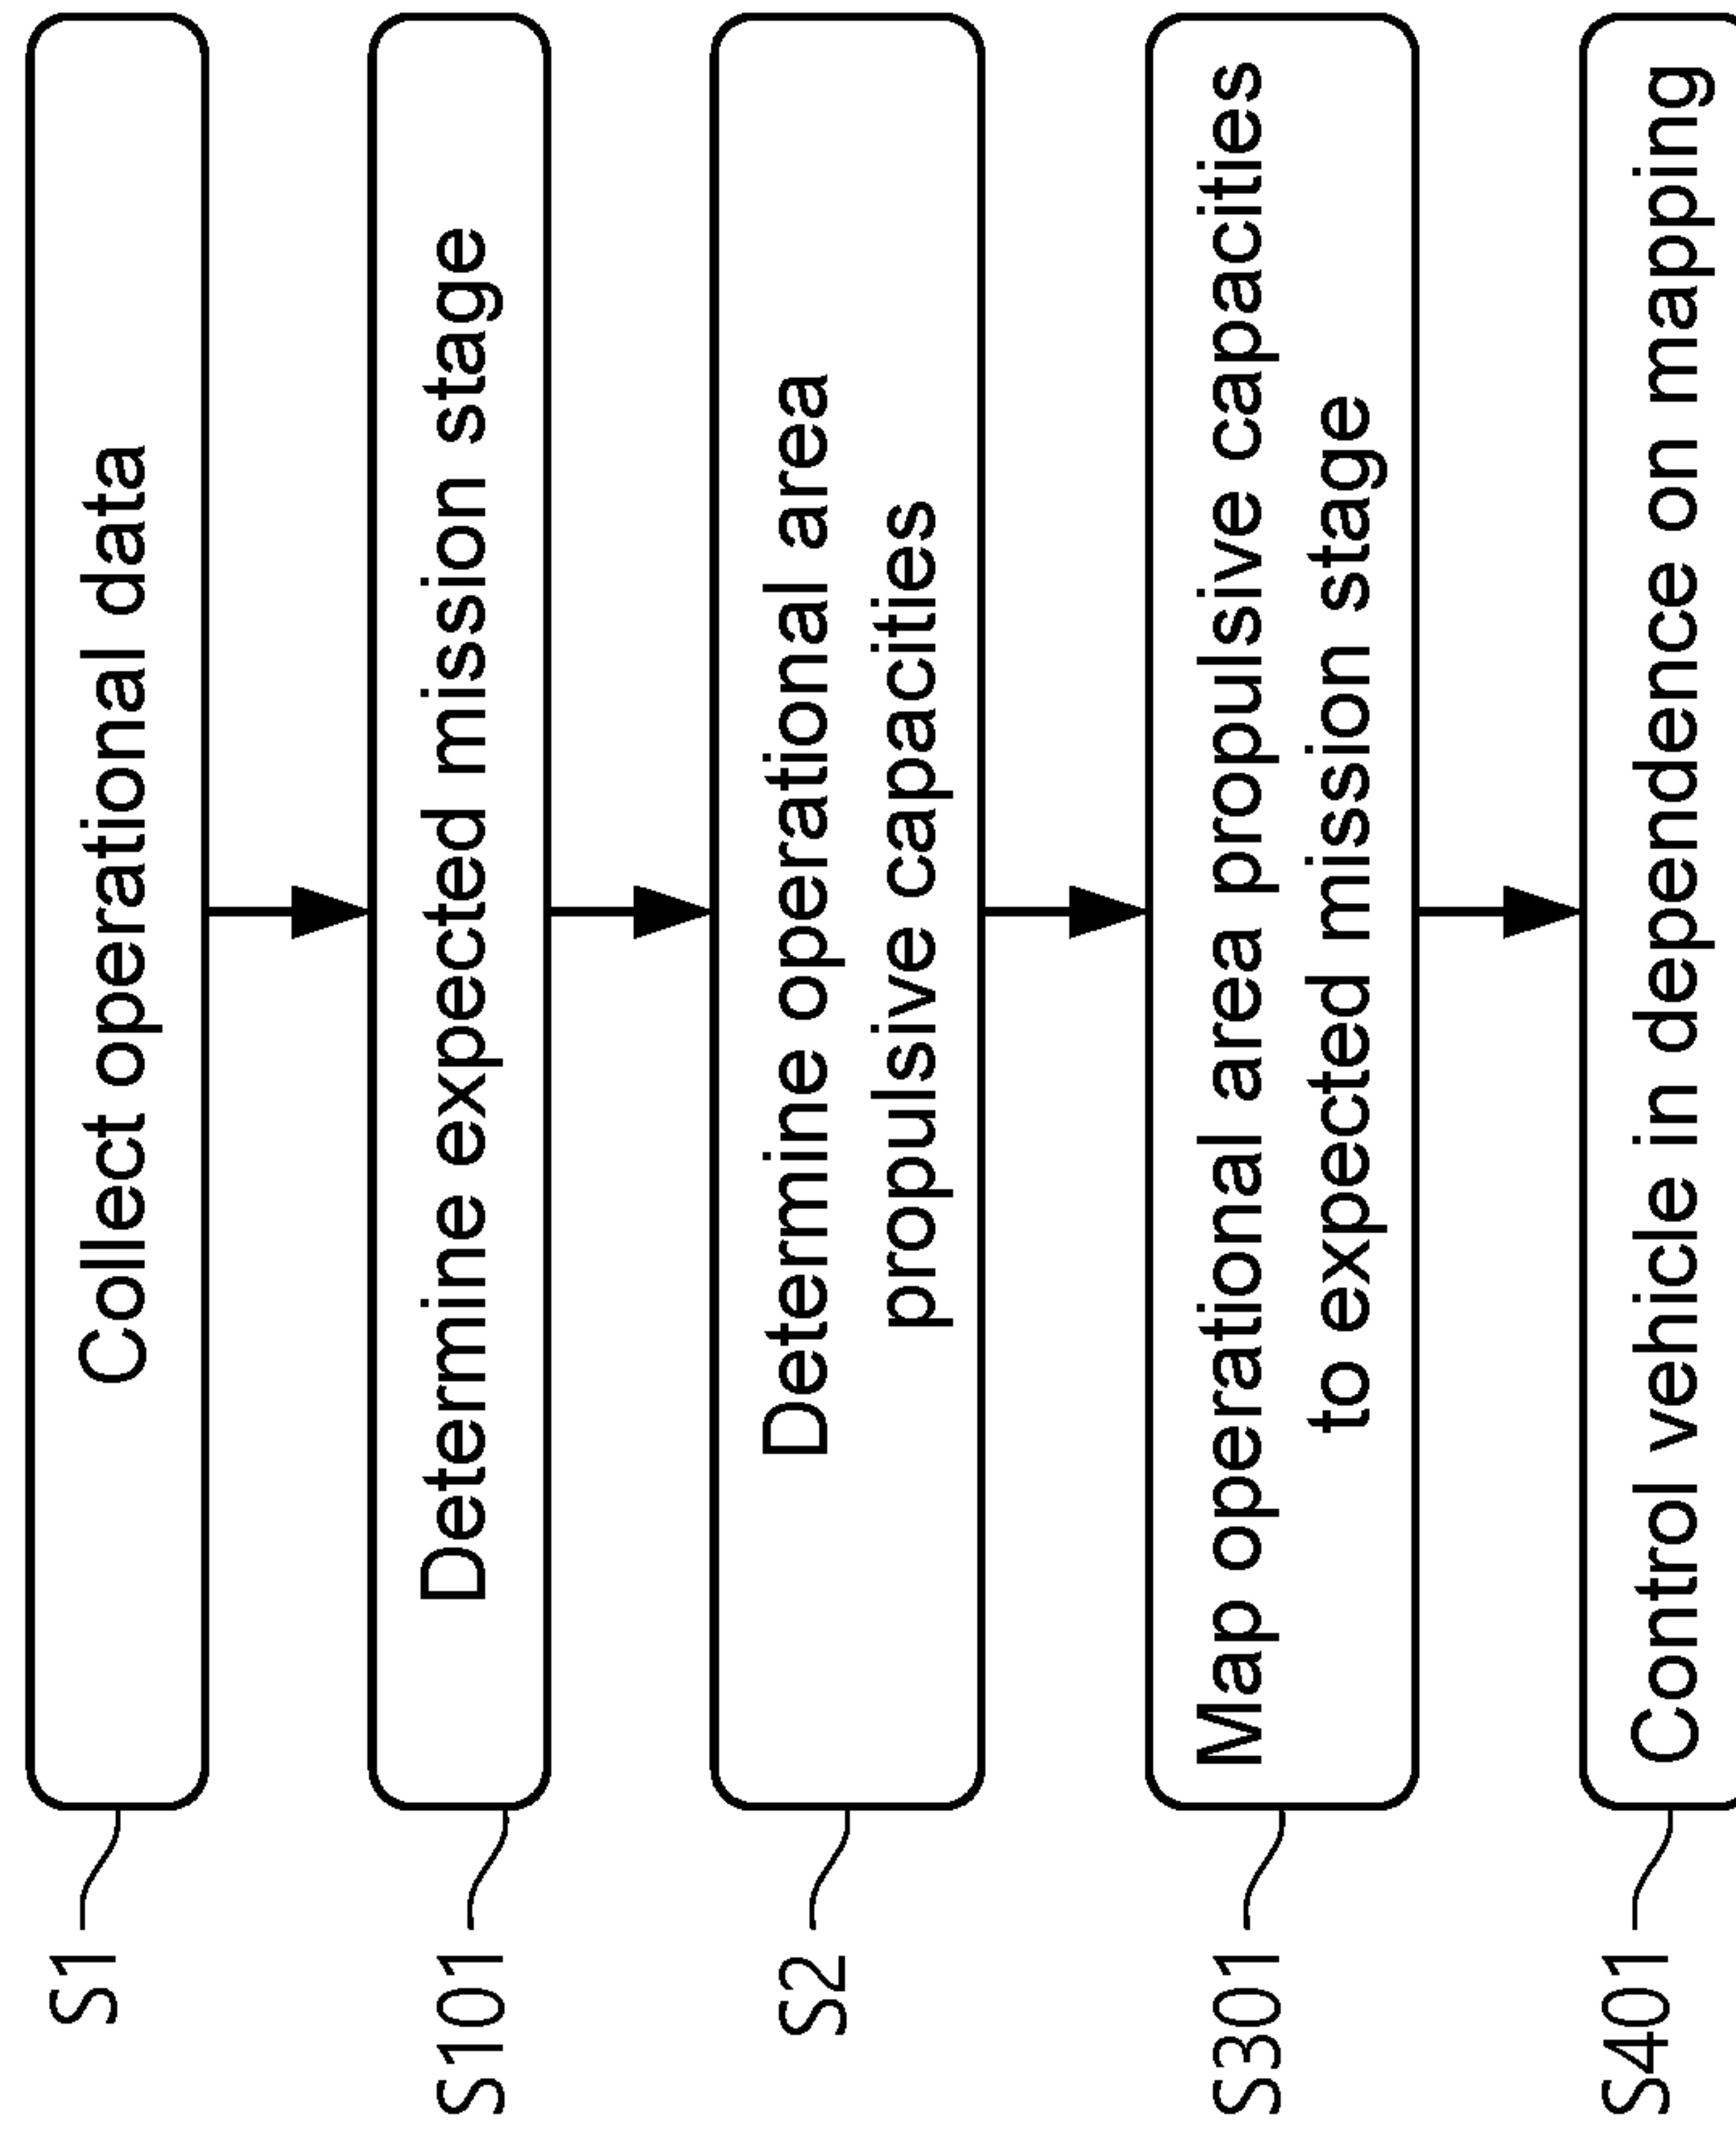 S1
Collect operational data
S101
Determine expected mission stage
S2
Determine operational area
propulsive capacities
S301
Map operational area propulsive capacities
to expected mission stage
S401
Control vehicle in dependence on mapping